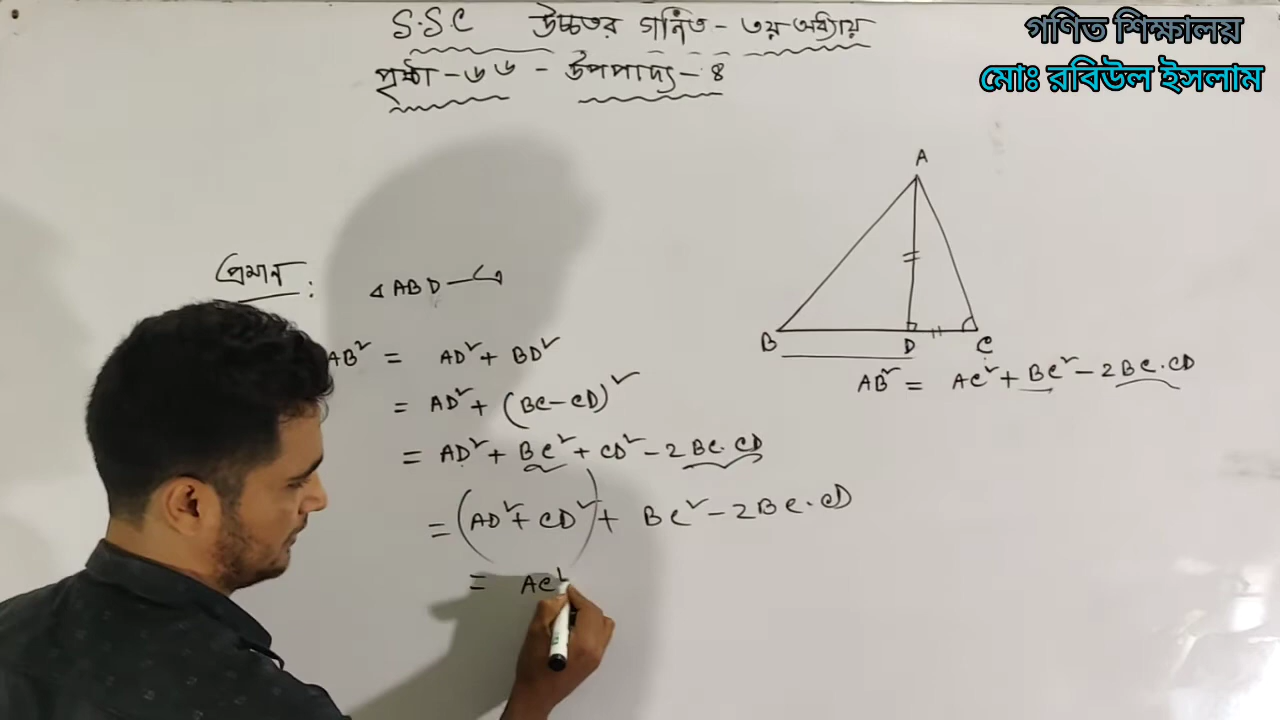 S.S.C উচ্চতর গনিত - ৩য় অধ্যায়
পৃষ্ঠা - ৬৬ - উপপাদ্য - ৪
গণিত শিক্ষালয়
মোঃ রবিউল ইসলাম
A
B D C
AB² = AC² + BC² - 2BC.CD
প্রমান :
△ABD-এ
AB² = AD² + BD²
= AD² + (BC - CD)²
= AD² + BC² + CD² - 2BC.CD
= (AD² + CD²) + BC² - 2BC.CD
= AC²